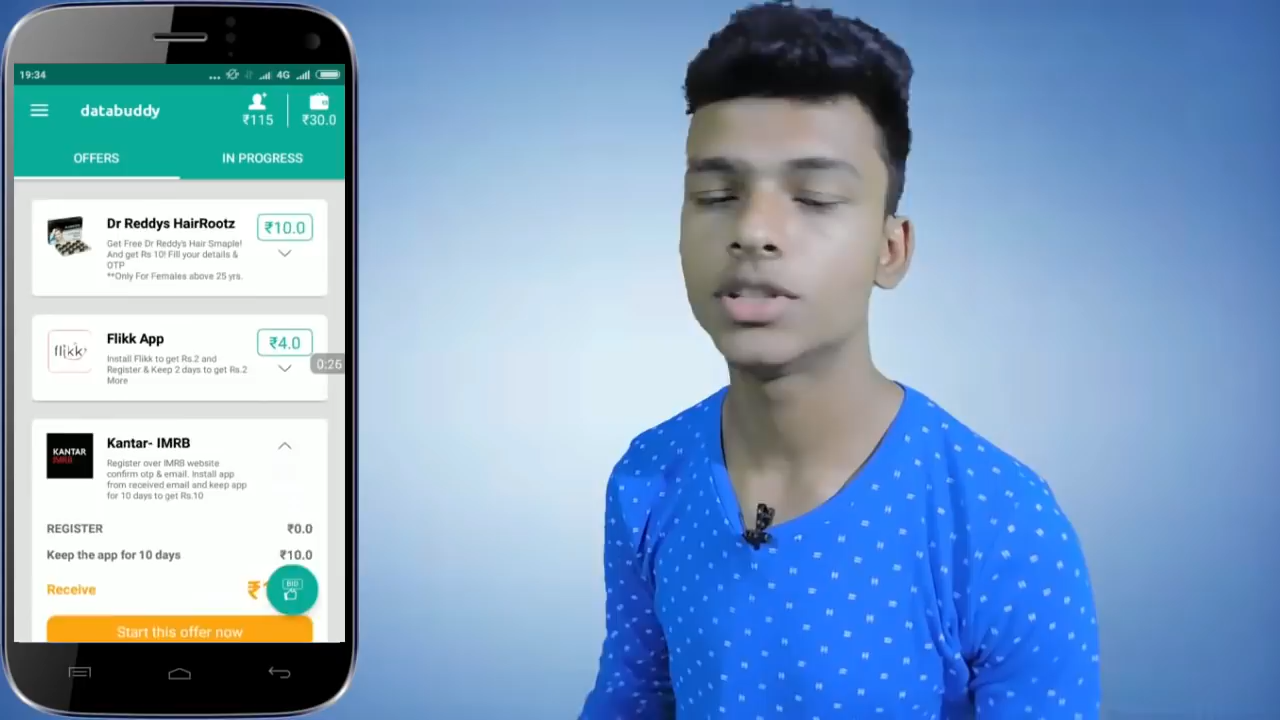 19:34
4G
databuddy
₹115
₹30.0
OFFERS
IN PROGRESS
Dr Reddys HairRootz
₹10.0
Get Free Dr Reddy's Hair Smaple!
And get Rs 10! Fill your details &
OTP
**Only For Females above 25 yrs.
flikk
Flikk App
₹4.0
Install Flikk to get Rs.2 and
Register & Keep 2 days to get Rs.2
More
0:26
KANTAR
IMRB
Kantar- IMRB
Register over IMRB website
confirm otp & email. Install app
from received email and keep app
for 10 days to get Rs.10
REGISTER
₹0.0
Keep the app for 10 days
₹10.0
Receive
₹
BID
Start this offer now